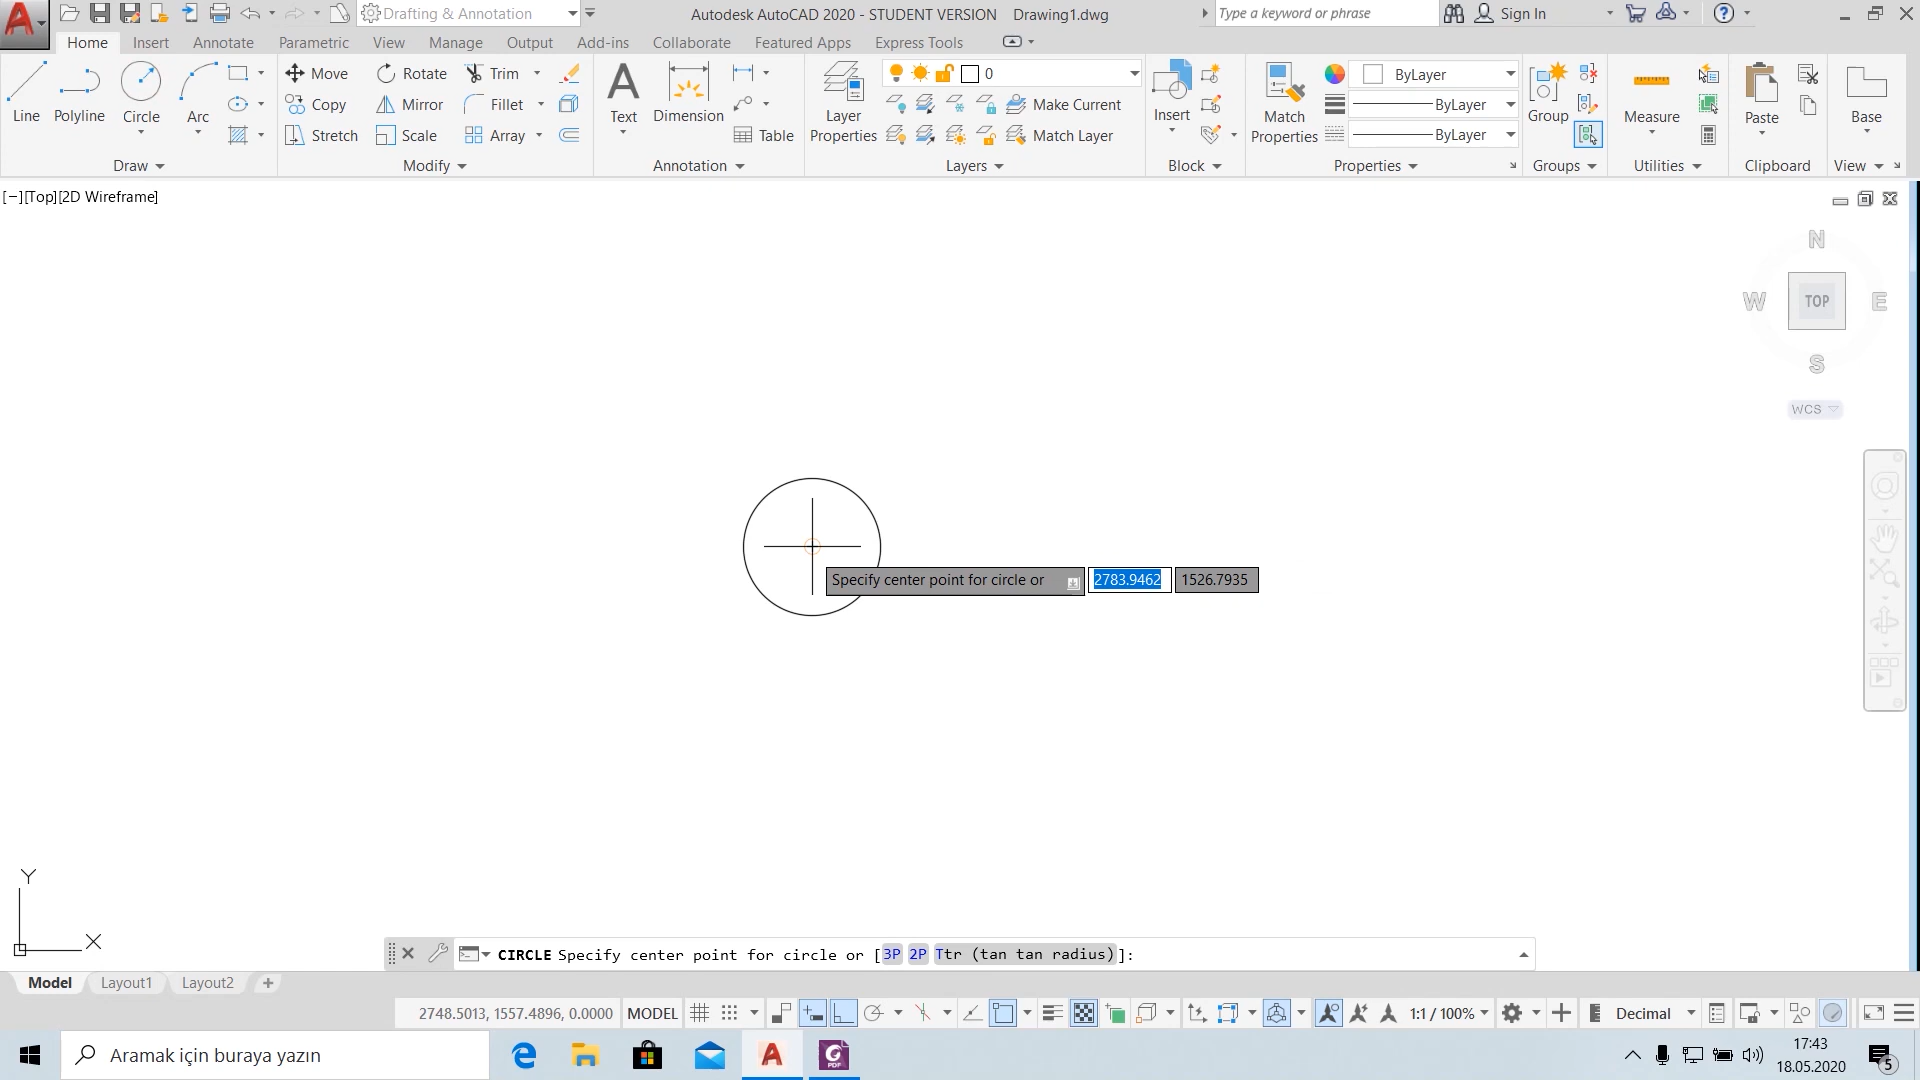 Drafting & Annotation
Autodesk AutoCAD 2020 - STUDENT VERSION Drawing1.dwg
Type a keyword or phrase
Sign In
Home Insert Annotate Parametric View Manage Output Add-ins Collaborate Featured Apps Express Tools
Line Polyline Circle Arc
Move Rotate Trim
Copy Mirror Fillet
Stretch Scale Array
Text Dimension Table
Layer Properties
0
Make Current
Match Layer
Insert
Match Properties
ByLayer
ByLayer
ByLayer
Group
Measure
Paste
Base
Draw Modify Annotation Layers Block Properties Groups Utilities Clipboard View
[−][Top][2D Wireframe]
N
W TOP E
S
WCS
Specify center point for circle or 2783.9462 1526.7935
Y
X
CIRCLE Specify center point for circle or [3P 2P Ttr (tan tan radius)]:
Model Layout1 Layout2 +
2748.5013, 1557.4896, 0.0000 MODEL 1:1 / 100% Decimal
Aramak için buraya yazın
PDF
17:43
18.05.2020
5